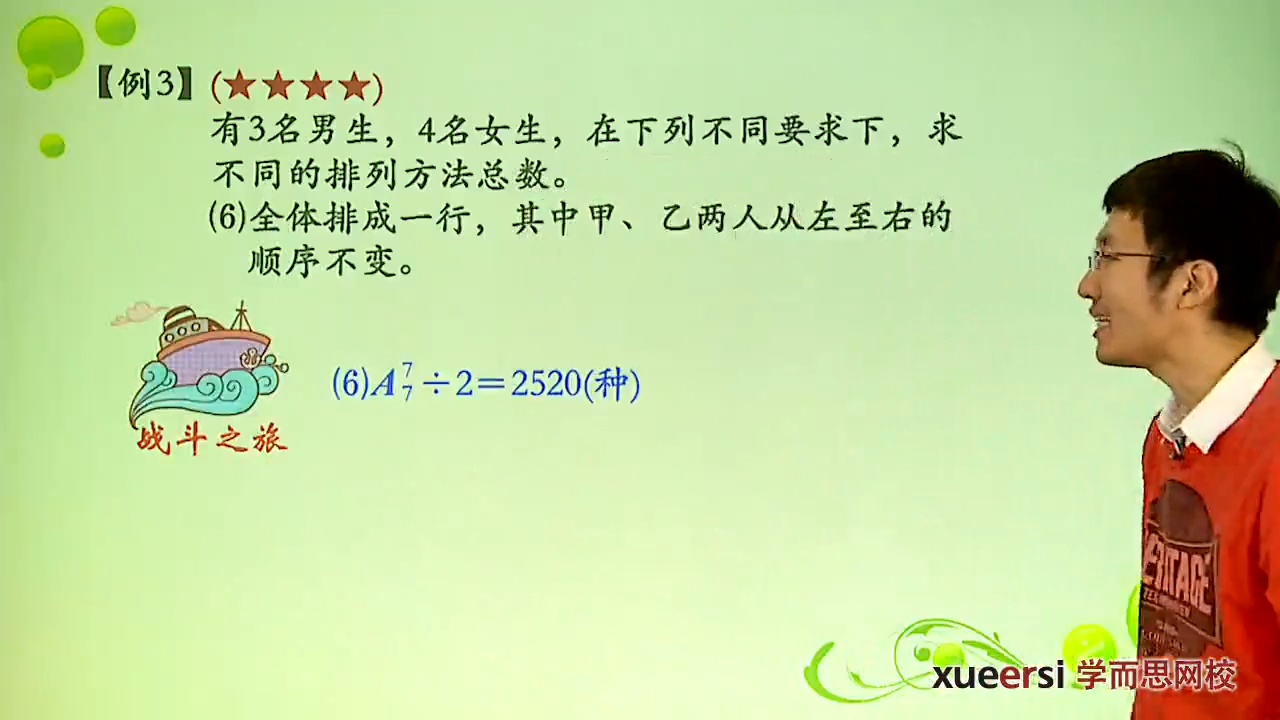 【例3】(★★★★)
有3名男生，4名女生，在下列不同要求下，求
不同的排列方法总数。
(6)全体排成一行，其中甲、乙两人从左至右的
顺序不变。
(6)A⁷₇÷2=2520(种)
战斗之旅
xueersi 学而思网校